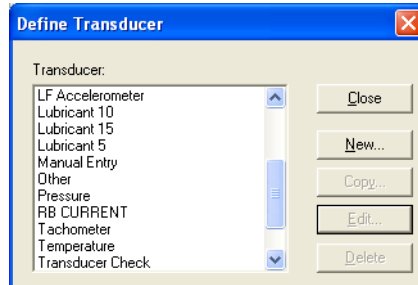 Define Transducer
Transducer:
LF Accelerometer
Lubricant 10
Lubricant 15
Lubricant 5
Manual Entry
Other
Pressure
RB CURRENT
Tachometer
Temperature
Transducer Check
Close
New...
Copy...
Edit...
Delete